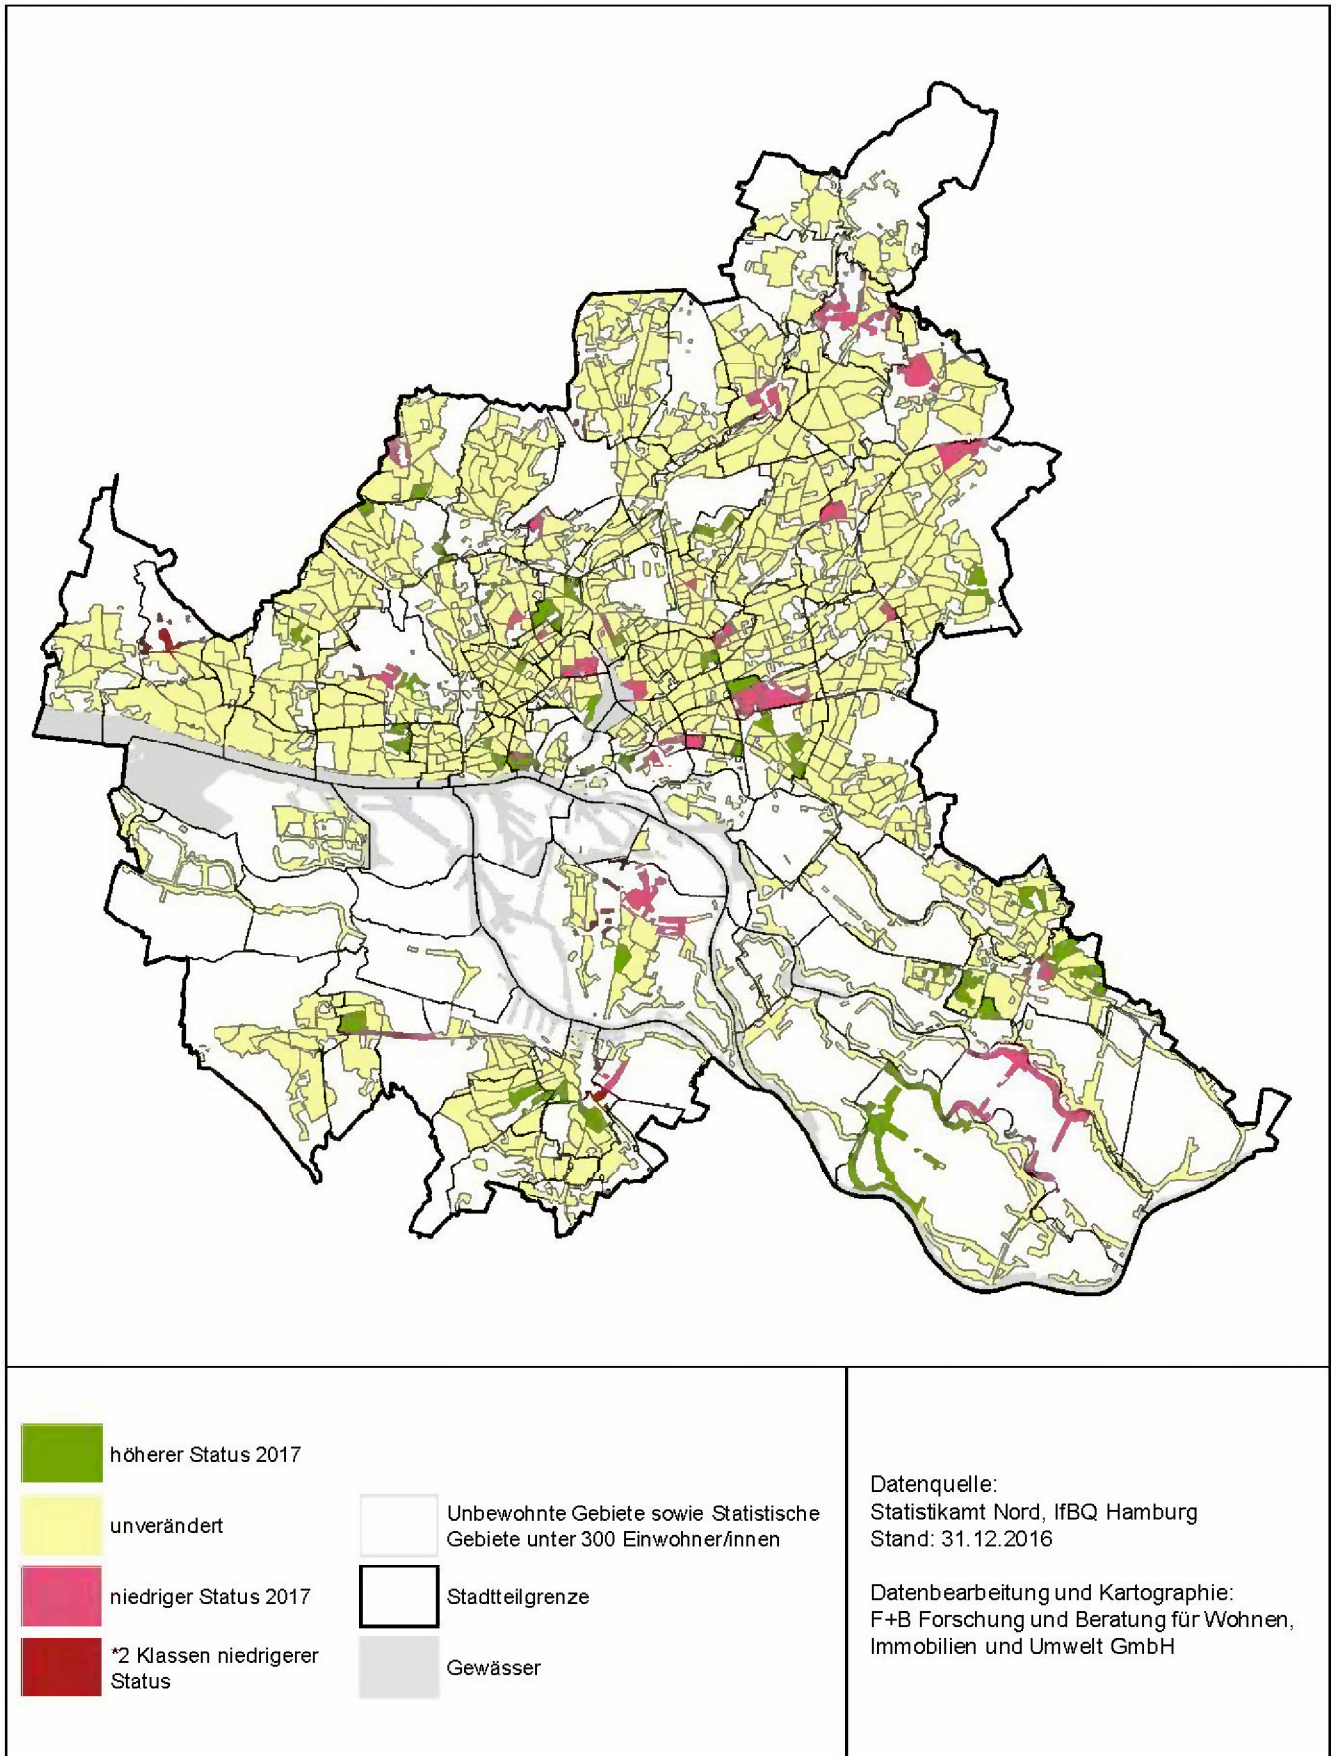 höherer Status 2017
unverändert
niedriger Status 2017
*2 Klassen niedrigerer
Status
Unbewohnte Gebiete sowie Statistische
Gebiete unter 300 Einwohner/innen
Stadtteilgrenze
Gewässer
Datenquelle:
Statistikamt Nord, IfBQ Hamburg
Stand: 31.12.2016
Datenbearbeitung und Kartographie:
F+B Forschung und Beratung für Wohnen,
Immobilien und Umwelt GmbH